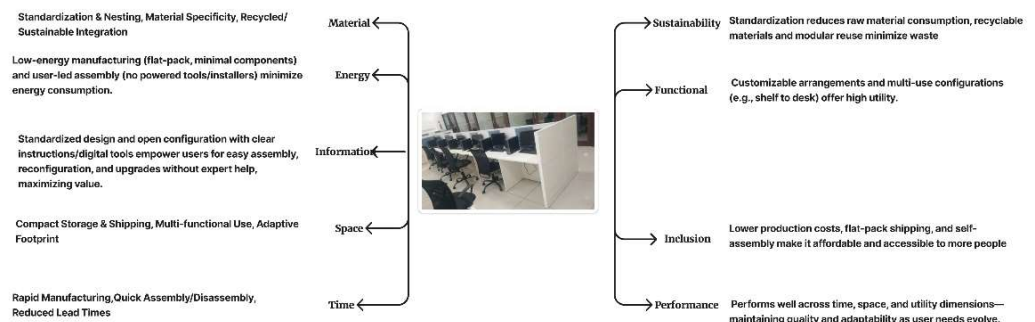 Standardization & Nesting, Material Specificity, Recycled/
Sustainable Integration
Material
Low-energy manufacturing (flat-pack, minimal components)
and user-led assembly (no powered tools/installers) minimize
energy consumption.
Energy
Standardized design and open configuration with clear
instructions/digital tools empower users for easy assembly,
reconfiguration, and upgrades without expert help,
maximizing value.
Information
Compact Storage & Shipping, Multi-functional Use, Adaptive
Footprint
Space
Rapid Manufacturing,Quick Assembly/Disassembly,
Reduced Lead Times
Time
Sustainability
Standardization reduces raw material consumption, recyclable
materials and modular reuse minimize waste
Functional
Customizable arrangements and multi-use configurations
(e.g., shelf to desk) offer high utility.
Inclusion
Lower production costs, flat-pack shipping, and self-
assembly make it affordable and accessible to more people
Performance
Performs well across time, space, and utility dimensions—
maintaining quality and adaptability as user needs evolve.